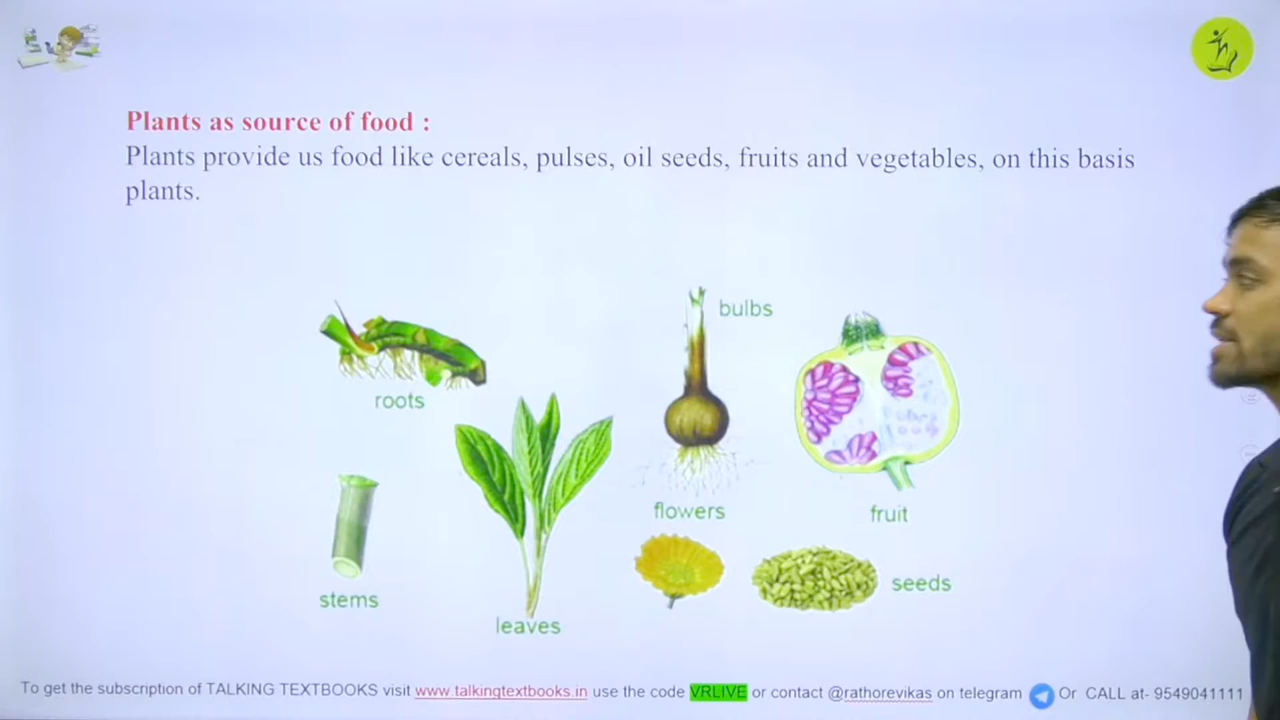 Plants as source of food :
Plants provide us food like cereals, pulses, oil seeds, fruits and vegetables, on this basis
plants.
bulbs
roots
flowers
fruit
seeds
stems
leaves
To get the subscription of TALKING TEXTBOOKS visit www.talkingtextbooks.in use the code VRLIVE or contact @rathorevikas on telegram Or CALL at- 9549041111